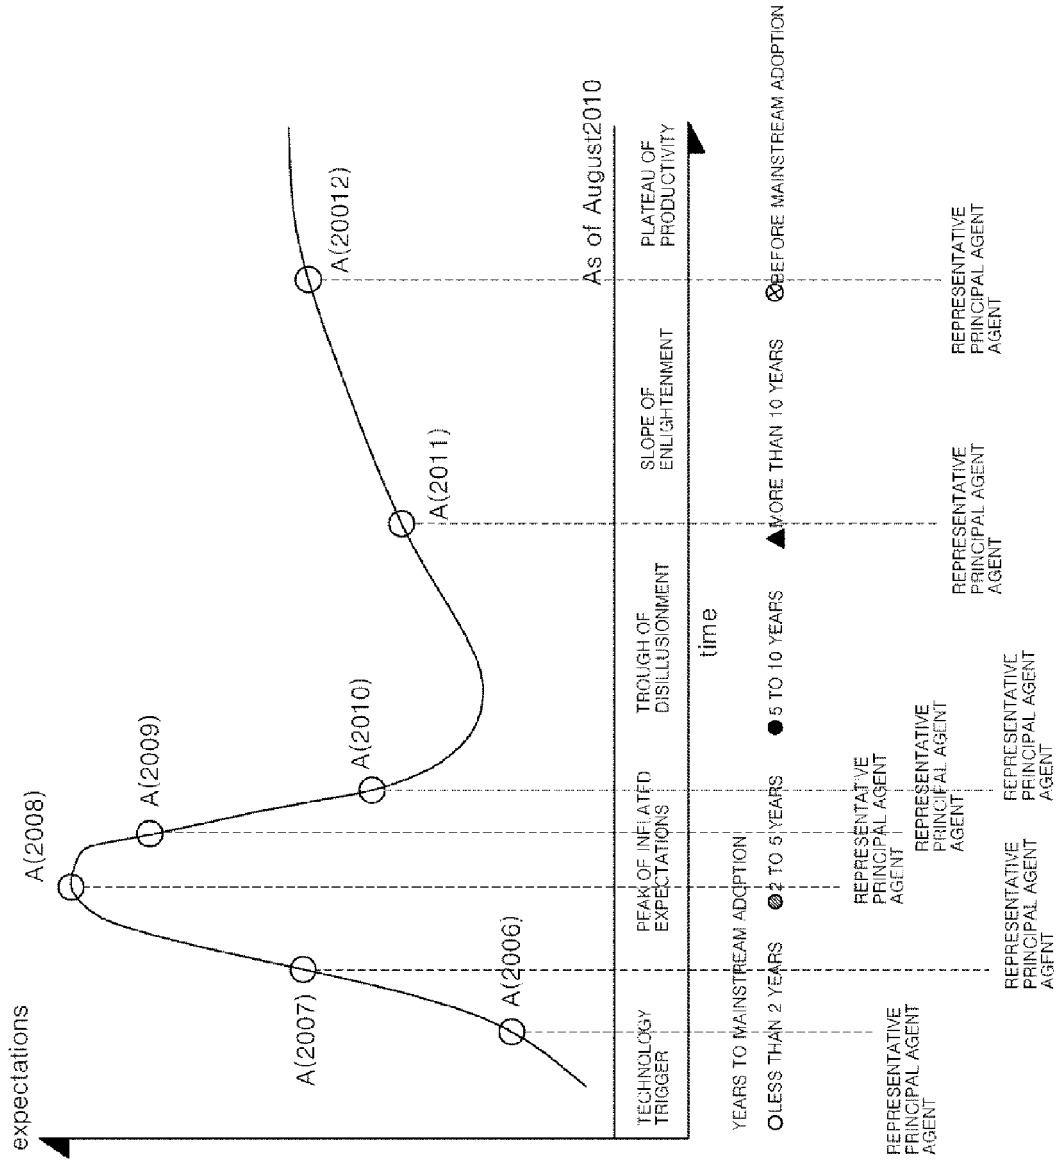 expectations
A(2008)
A(2009)
A(20012)
A(2007)
A(2010)
A(2011)
A(2006)
As of August2010
TECHNOLOGY
TRIGGER
PEAK OF INFLATED
EXPECTATIONS
TROUGH OF
DISILLUSIONMENT
SLOPE OF
ENLIGHTENMENT
PLATEAU OF
PRODUCTIVITY
time
YEARS TO MAINSTREAM ADOPTION
LESS THAN 2 YEARS
2 TO 5 YEARS
5 TO 10 YEARS
MORE THAN 10 YEARS
BEFORE MAINSTREAM ADOPTION
REPRESENTATIVE
PRINCIPAL AGENT
AGENT
REPRESENTATIVE
PRINCIPAL AGENT
AGENT
REPRESENTATIVE
PRINCIPAL AGENT
AGENT
REPRESENTATIVE
PRINCIPAL AGENT
AGENT
REPRESENTATIVE
PRINCIPAL AGENT
AGENT
REPRESENTATIVE
PRINCIPAL AGENT
AGENT
REPRESENTATIVE
PRINCIPAL AGENT
AGENT